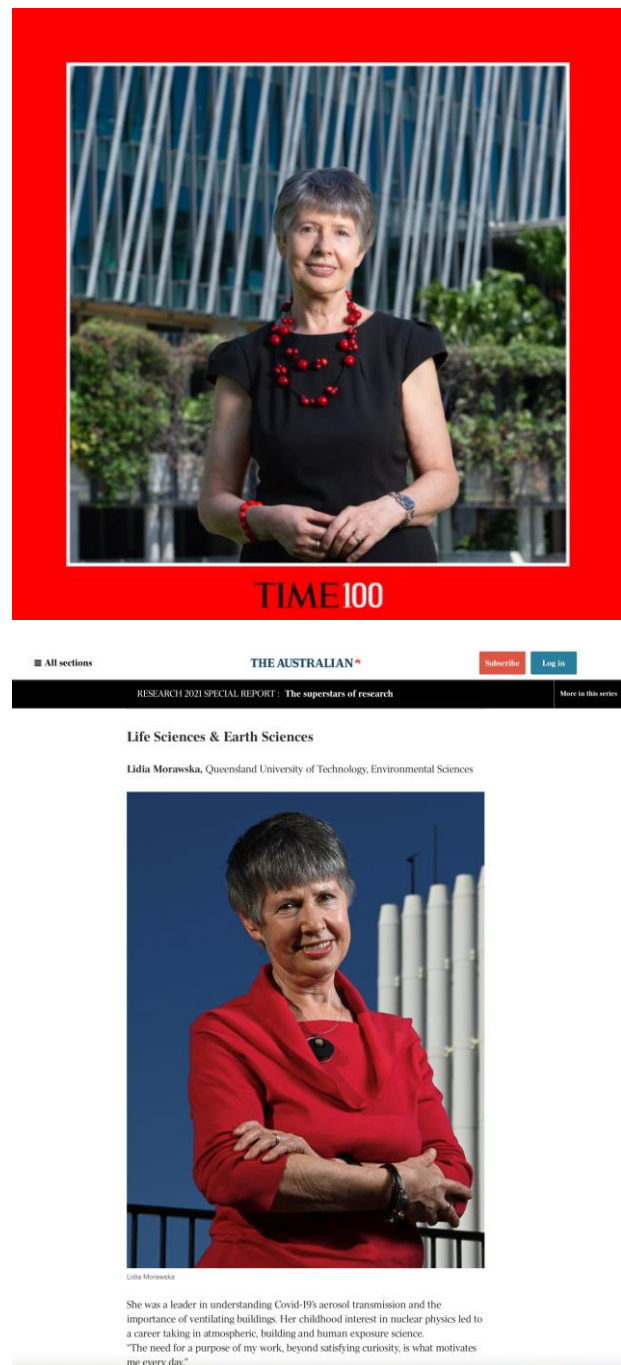 TIME100
All sections
THE AUSTRALIAN
Subscribe
Log in
RESEARCH 2021 SPECIAL REPORT : The superstars of research
More in this series
Life Sciences & Earth Sciences
Lidia Morawska, Queensland University of Technology, Environmental Sciences
Lidia Morawska
She was a leader in understanding Covid-19's aerosol transmission and the
importance of ventilating buildings. Her childhood interest in nuclear physics led to
a career taking in atmospheric, building and human exposure science.
"The need for a purpose of my work, beyond satisfying curiosity, is what motivates
me every day."